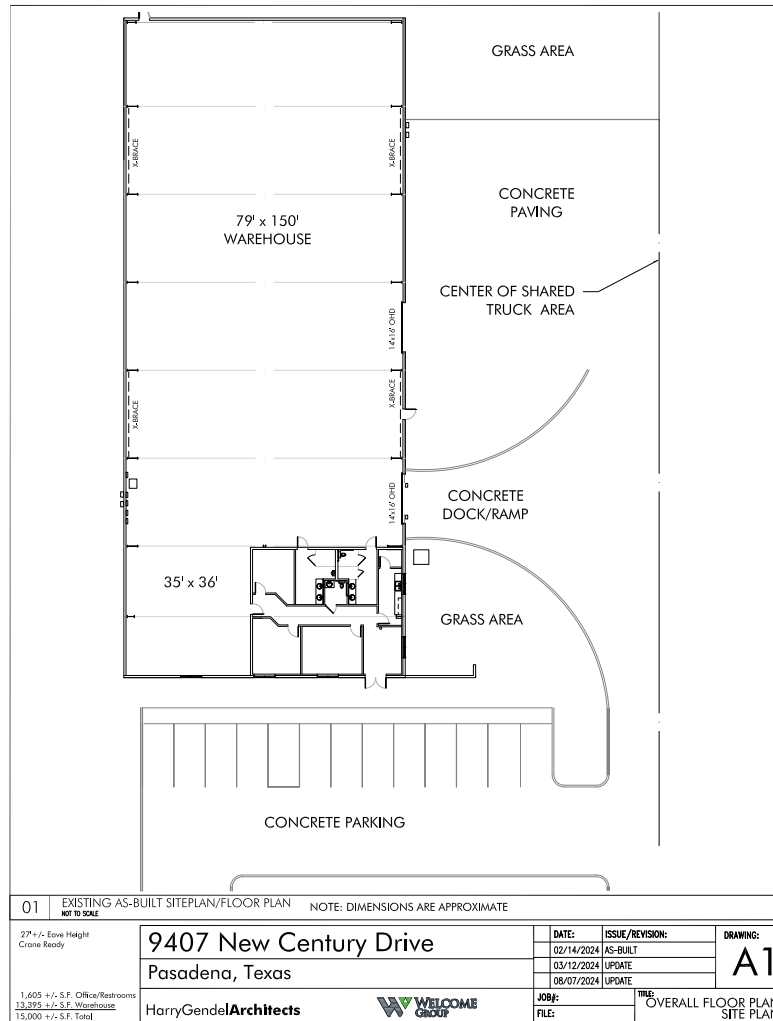 GRASS AREA
X-BRACE
X-BRACE
CONCRETE
PAVING
79' x 150'
WAREHOUSE
CENTER OF SHARED
TRUCK AREA
14'x16' OHD
X-BRACE
X-BRACE
14'x16' OHD
CONCRETE
DOCK/RAMP
35' x 36'
GRASS AREA
CONCRETE PARKING
01
EXISTING AS-BUILT SITEPLAN/FLOOR PLAN
NOT TO SCALE
NOTE: DIMENSIONS ARE APPROXIMATE
27'+/- Eave Height
Crane Ready
1,605 +/- S.F. Office/Restrooms
13,395 +/- S.F. Warehouse
15,000 +/- S.F. Total
9407 New Century Drive
Pasadena, Texas
HarryGendelArchitects
WELCOME
GROUP
DATE: ISSUE/REVISION:
02/14/2024 AS-BUILT
03/12/2024 UPDATE
08/07/2024 UPDATE
JOB#:
FILE:
DRAWING:
A1
TITLE:
OVERALL FLOOR PLAN
SITE PLAN